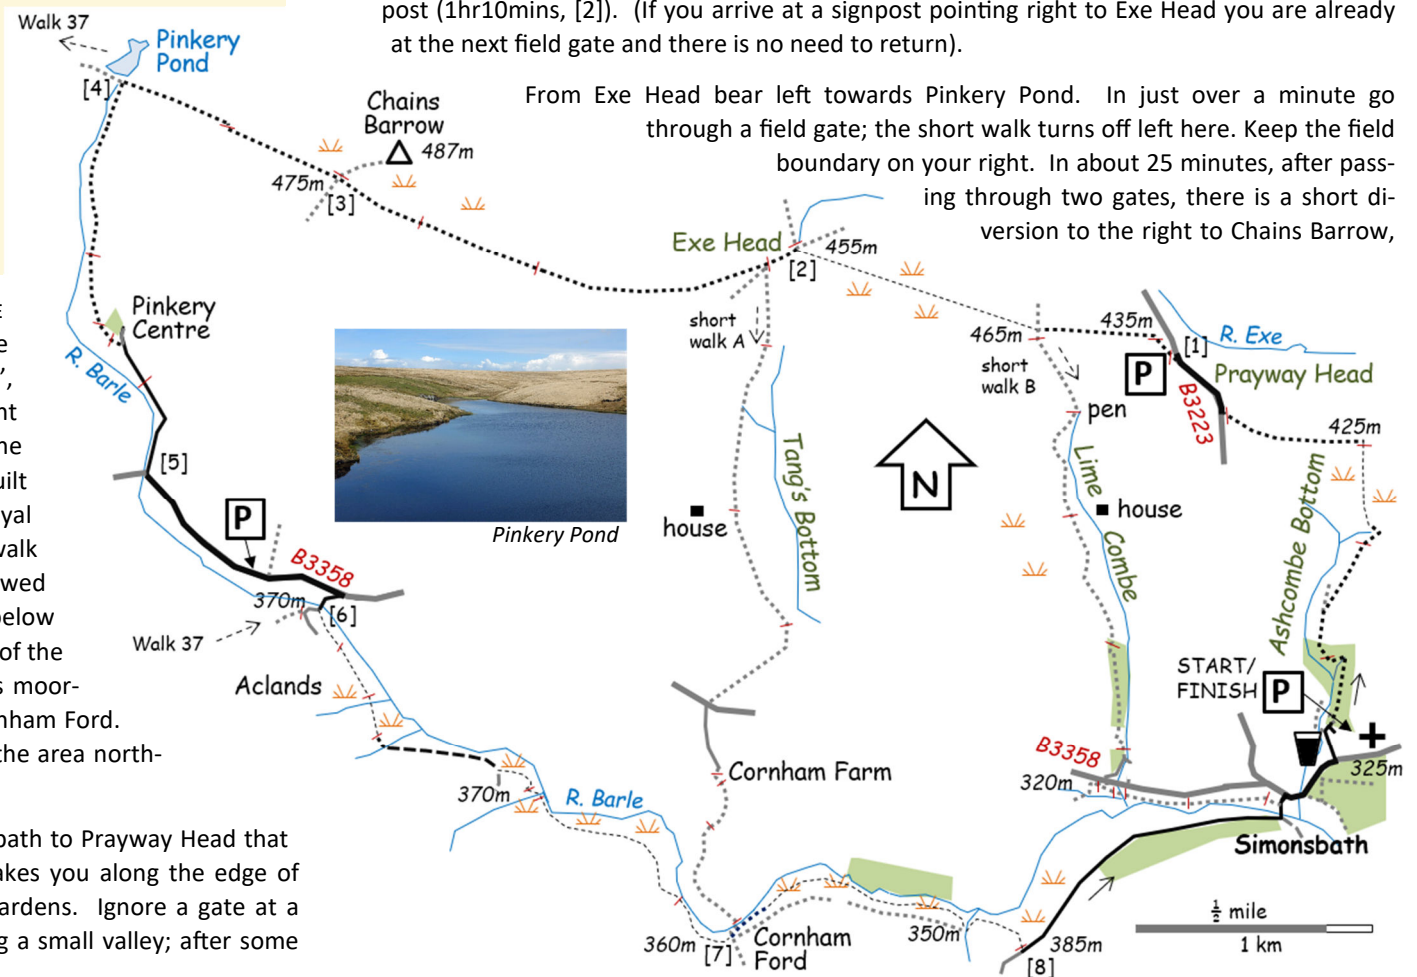 post (1hr10mins, [2]). (If you arrive at a signpost pointing right to Exe Head you are already
at the next field gate and there is no need to return).
From Exe Head bear left towards Pinkery Pond. In just over a minute go
through a field gate; the short walk turns off left here. Keep the field
boundary on your right. In about 25 minutes, after pass-
ing through two gates, there is a short di-
version to the right to Chains Barrow,
Walk 37
Pinkery
Pond
[4]
Chains
Barrow
487m
475m
[3]
Exe Head
455m
[2]
short
walk A
465m
435m
[1]
R. Exe
short
walk B
P
Prayway Head
B3223
pen
425m
Pinkery
Centre
R. Barle
[5]
P
B3358
370m
[6]
Walk 37
Pinkery Pond
house
Tang's Bottom
N
Lime Combe
house
Ashcombe Bottom
Aclands
START/
FINISH
P
325m
B3358
320m
Cornham Farm
370m
R. Barle
Simonsbath
360m
[7]
Cornham
Ford
350m
385m
[8]
½ mile
1 km
nt
ne
uilt
yal
walk
wed
elow
of the
s moor-
nham Ford.
the area north-
path to Prayway Head that
akes you along the edge of
ardens. Ignore a gate at a
g a small valley; after some